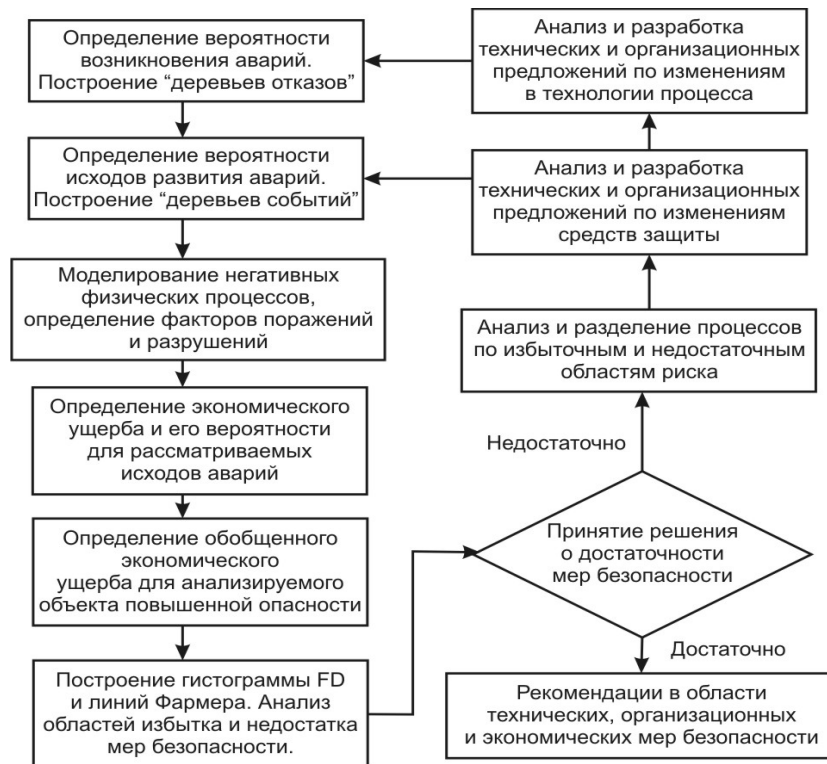 Определение вероятности
возникновения аварий.
Построение “деревьев отказов”
Определение вероятности
исходов развития аварий.
Построение “деревьев событий”
Моделирование негативных
физических процессов,
определение факторов поражений
и разрушений
Определение экономического
ущерба и его вероятности
для рассматриваемых
исходов аварий
Определение обобщенного
экономического
ущерба для анализируемого
объекта повышенной опасности
Построение гистограммы FD
и линий Фармера. Анализ
областей избытка и недостатка
мер безопасности.
Анализ и разработка
технических и организационных
предложений по изменениям
в технологии процесса
Анализ и разработка
технических и организационных
предложений по изменениям
средств защиты
Анализ и разделение процессов
по избыточным и недостаточным
областям риска
Недостаточно
Принятие решения
о достаточности
мер безопасности
Достаточно
Рекомендации в области
технических, организационных
и экономических мер безопасности